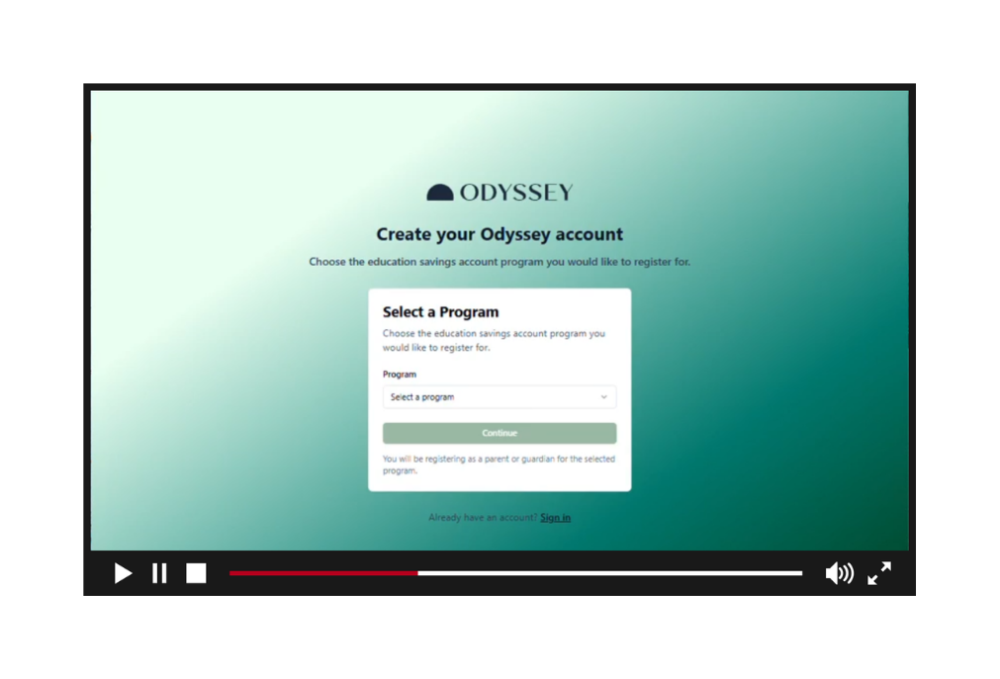 ODYSSEY
Create your Odyssey account
Choose the education savings account program you would like to register for.
Select a Program
Choose the education savings account program you
would like to register for.
Program
Select a program
Continue
You will be registering as a parent or guardian for the selected
program.
Already have an account? Sign in